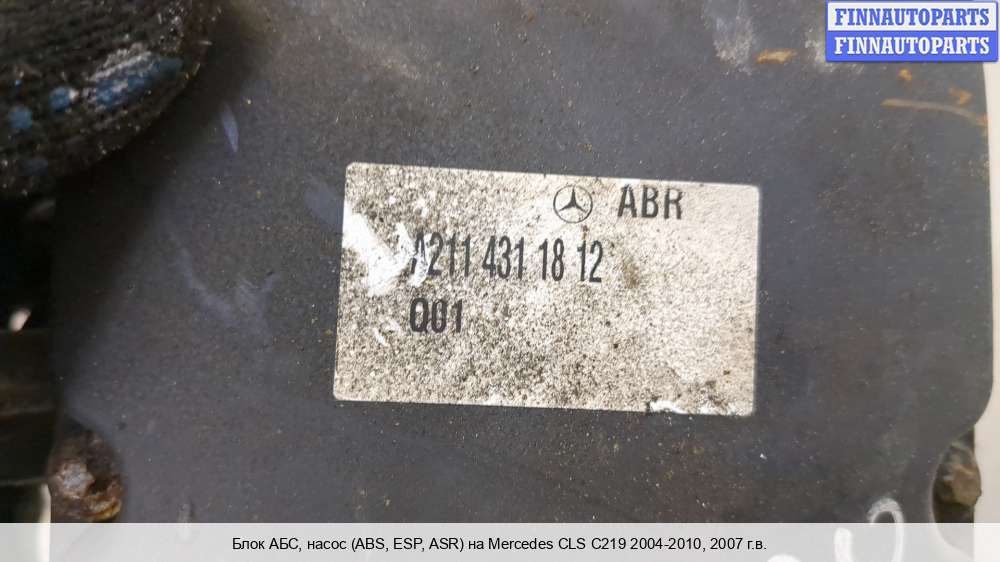 FINNAUTOPARTS
FINNAUTOPARTS
ABR
A211 431 18 12
Q01
Блок АБС, насос (ABS, ESP, ASR) на Mercedes CLS C219 2004-2010, 2007 г.в.